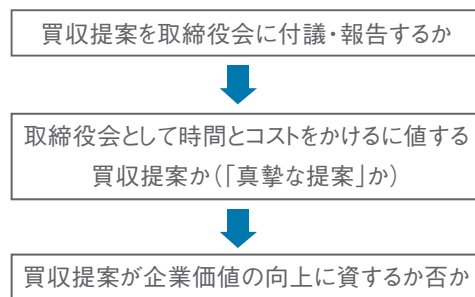 買収提案を取締役会に付議・報告するか
取締役会として時間とコストをかけるに値する
買収提案か(「真摯な提案」か)
買収提案が企業価値の向上に資するか否か